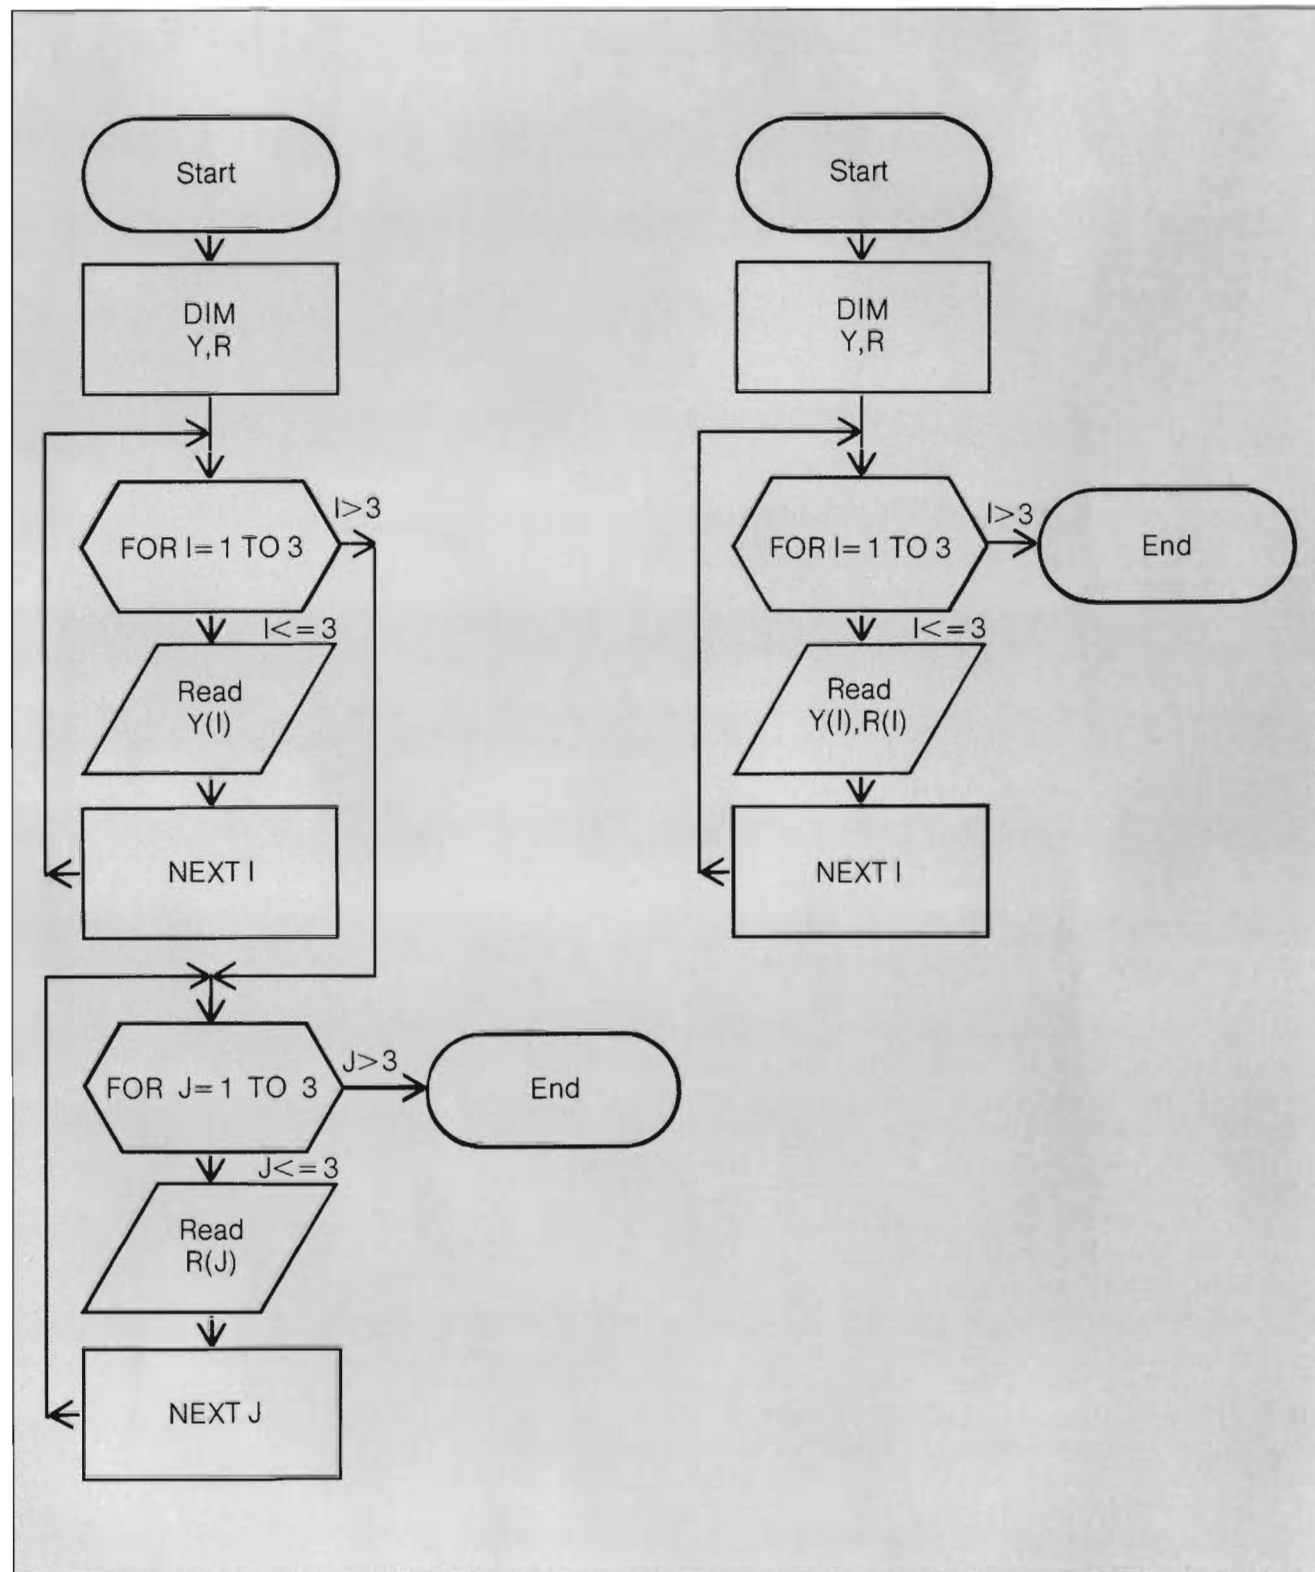 Start
DIM
Y,R
I>3
FOR I=1 TO 3
I<=3
Read
Y(I)
NEXT I
J>3
FOR J=1 TO 3
End
J<=3
Read
R(J)
NEXT J
Start
DIM
Y,R
I>3
FOR I=1 TO 3
End
I<=3
Read
Y(I),R(I)
NEXT I